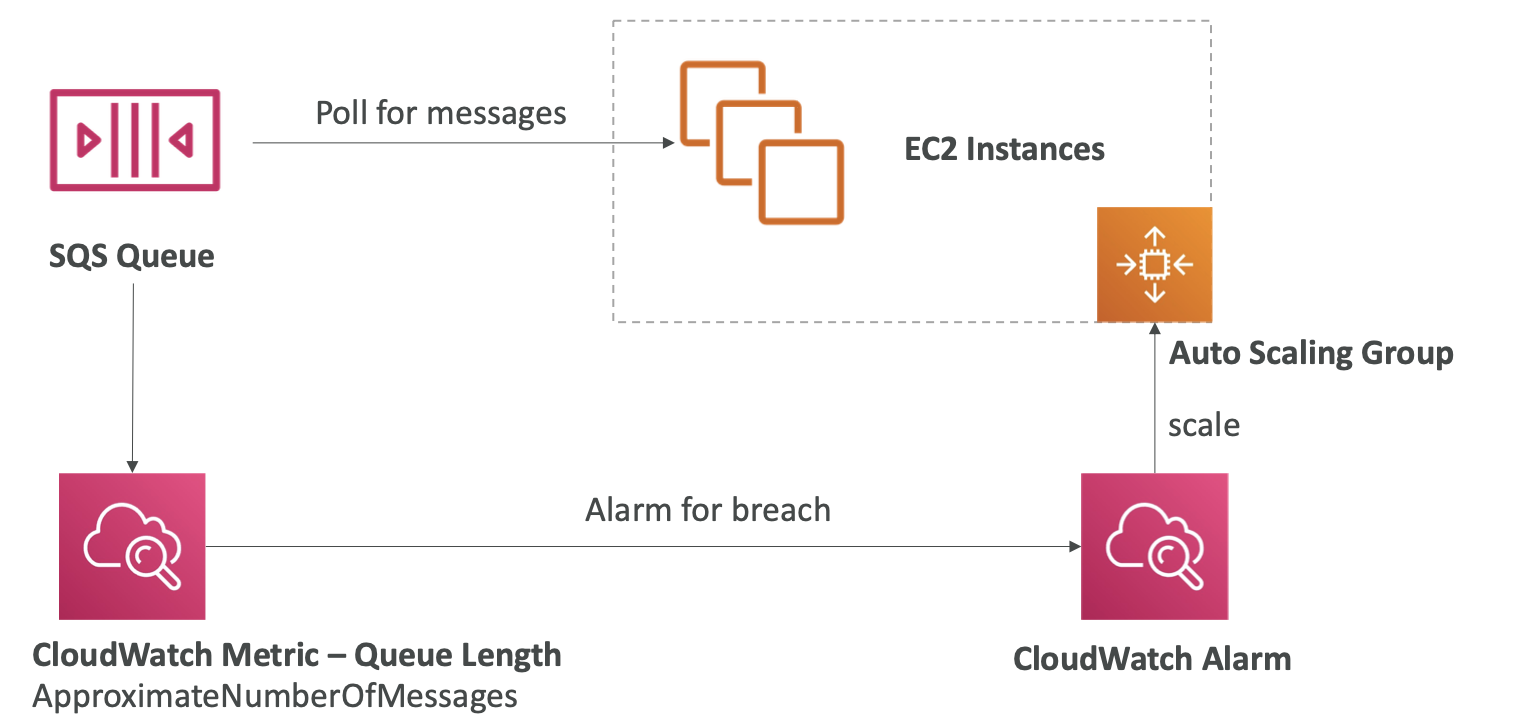 Poll for messages
EC2 Instances
SQS Queue
Auto Scaling Group
scale
Alarm for breach
CloudWatch Metric – Queue Length
ApproximateNumberOfMessages
CloudWatch Alarm